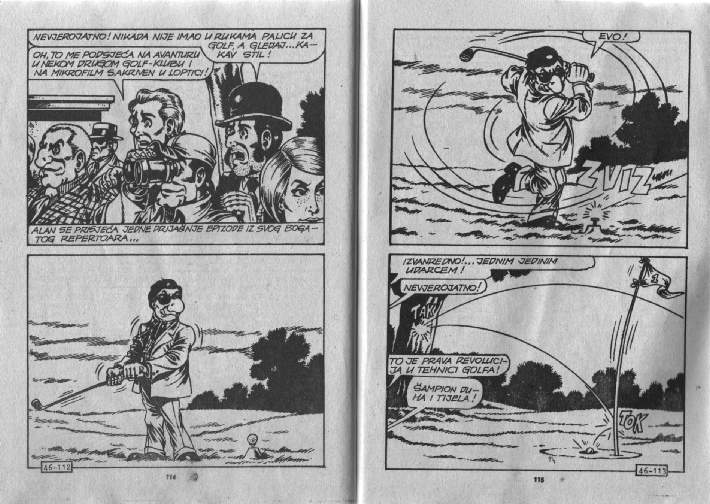 NEVJEROJATNO! NIKADA NIJE IMAO U RUKAMA PALICU ZA
GOLF, A GLEDAJ...KA-
KAV STIL!
OH, TO ME PODSJEĆA NA AVANTURU
U NEKOM DRUGOM GOLF-KLUBU I
NA MIKROFILM SAKRIVEN U LOPTICI!
ALAN SE PRISJEĆA JEDNE PRIJAŠNJE EPIZODE IZ SVOG BOGA-
TOG REPERTOARA...
46-112
114
EVO!
ZVIZ
IZVANREDNO!...JEDNIM JEDINIM
UDARCEM!
NEVJEROJATNO!
TAK!
1
TO JE PRAVA REVOLUCI-
JA U TEHNICI GOLFA!
ŠAMPION DU-
HA I TIJELA!
TOK
46-113
115